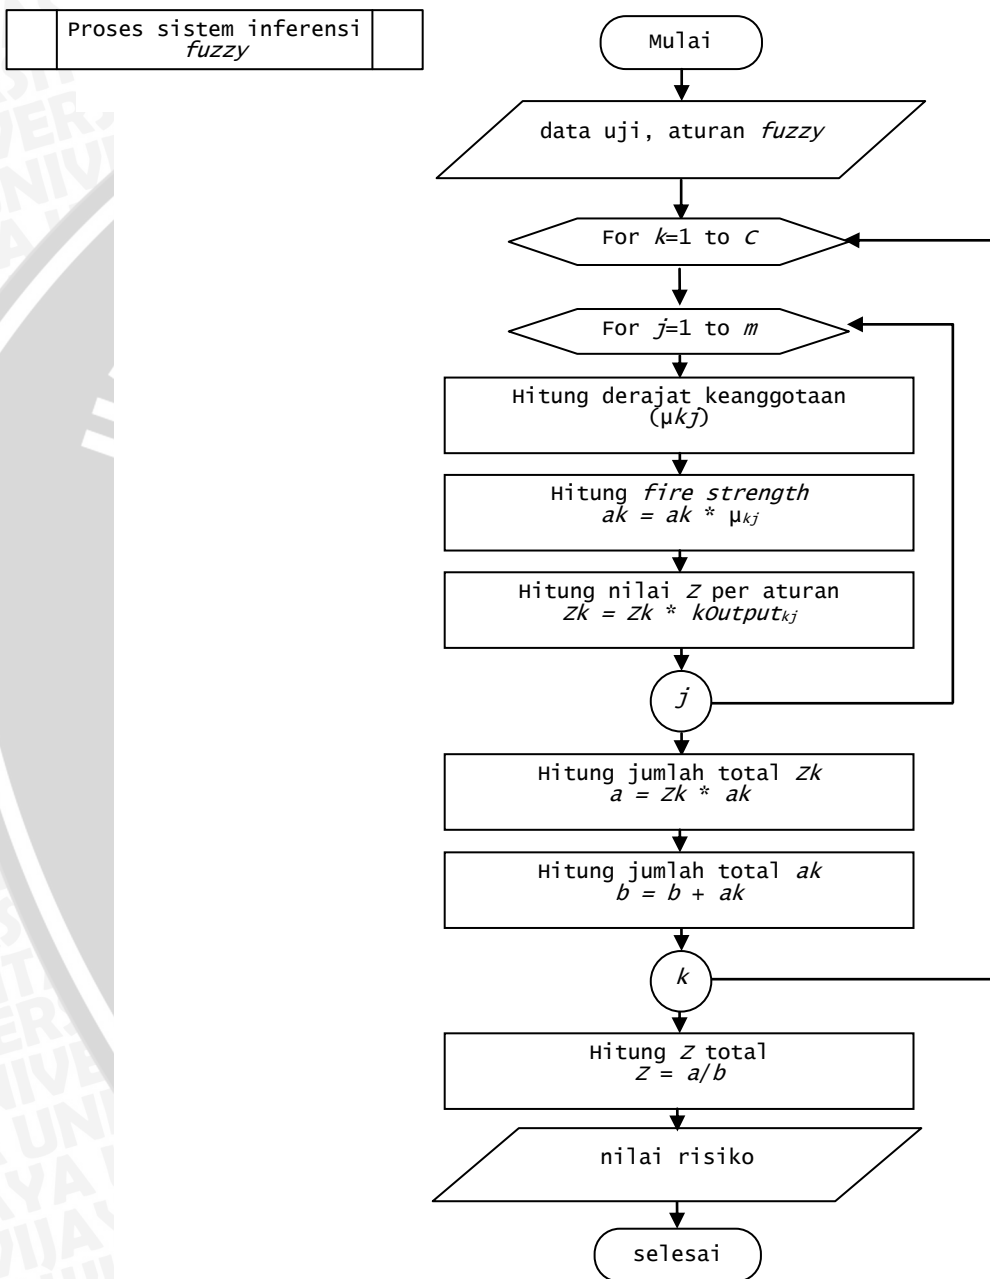 Proses sistem inferensi
fuzzy
Mulai
data uji, aturan fuzzy
For k=1 to C
For j=1 to m
Hitung derajat keanggotaan
(µkj)
Hitung fire strength
ak = ak * µkj
Hitung nilai Z per aturan
Zk = Zk * kOutputkj
j
Hitung jumlah total Zk
a = Zk * ak
Hitung jumlah total ak
b = b + ak
k
Hitung Z total
Z = a/b
nilai risiko
selesai